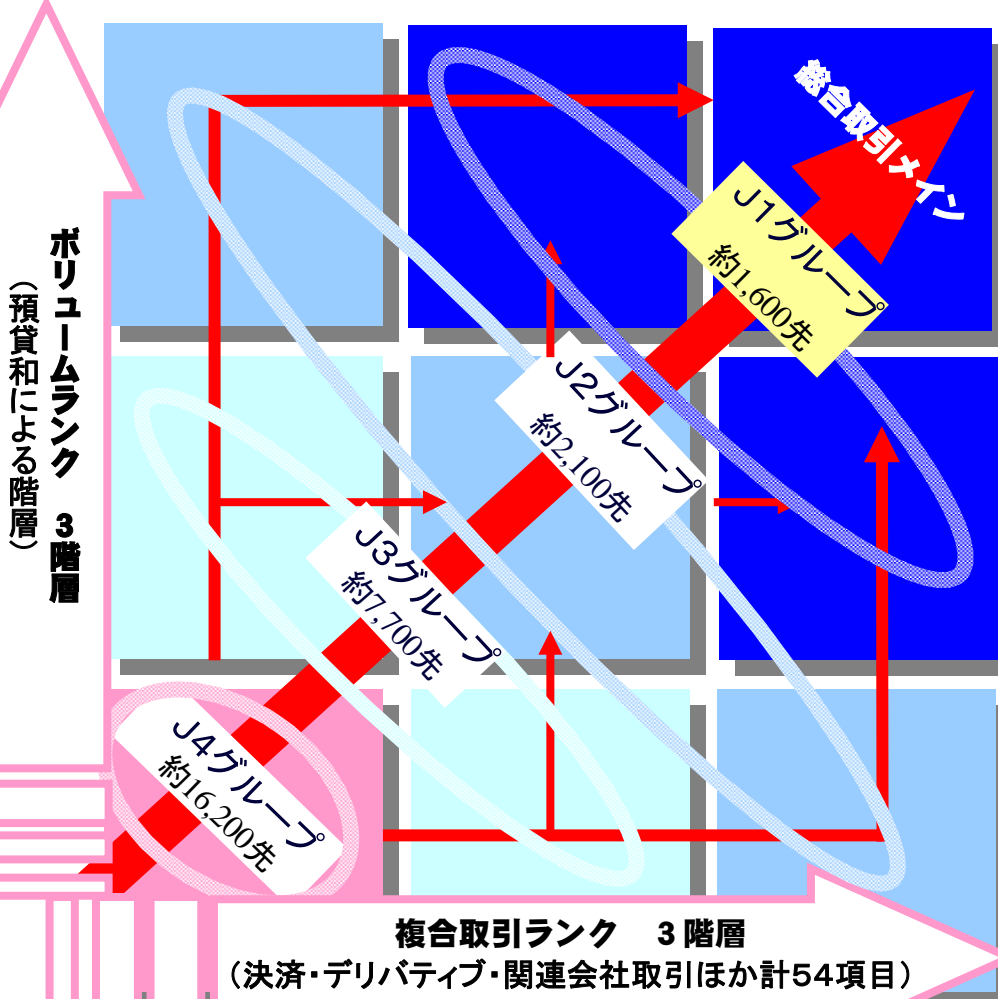 総合取引メイン
J1グループ
約1,600先
J2グループ
約2,100先
J3グループ
約7,700先
J4グループ
約16,200先
ボリュームランク 3階層
（預貸和による階層）
複合取引ランク 3階層
（決済・デリバティブ・関連会社取引ほか計54項目）